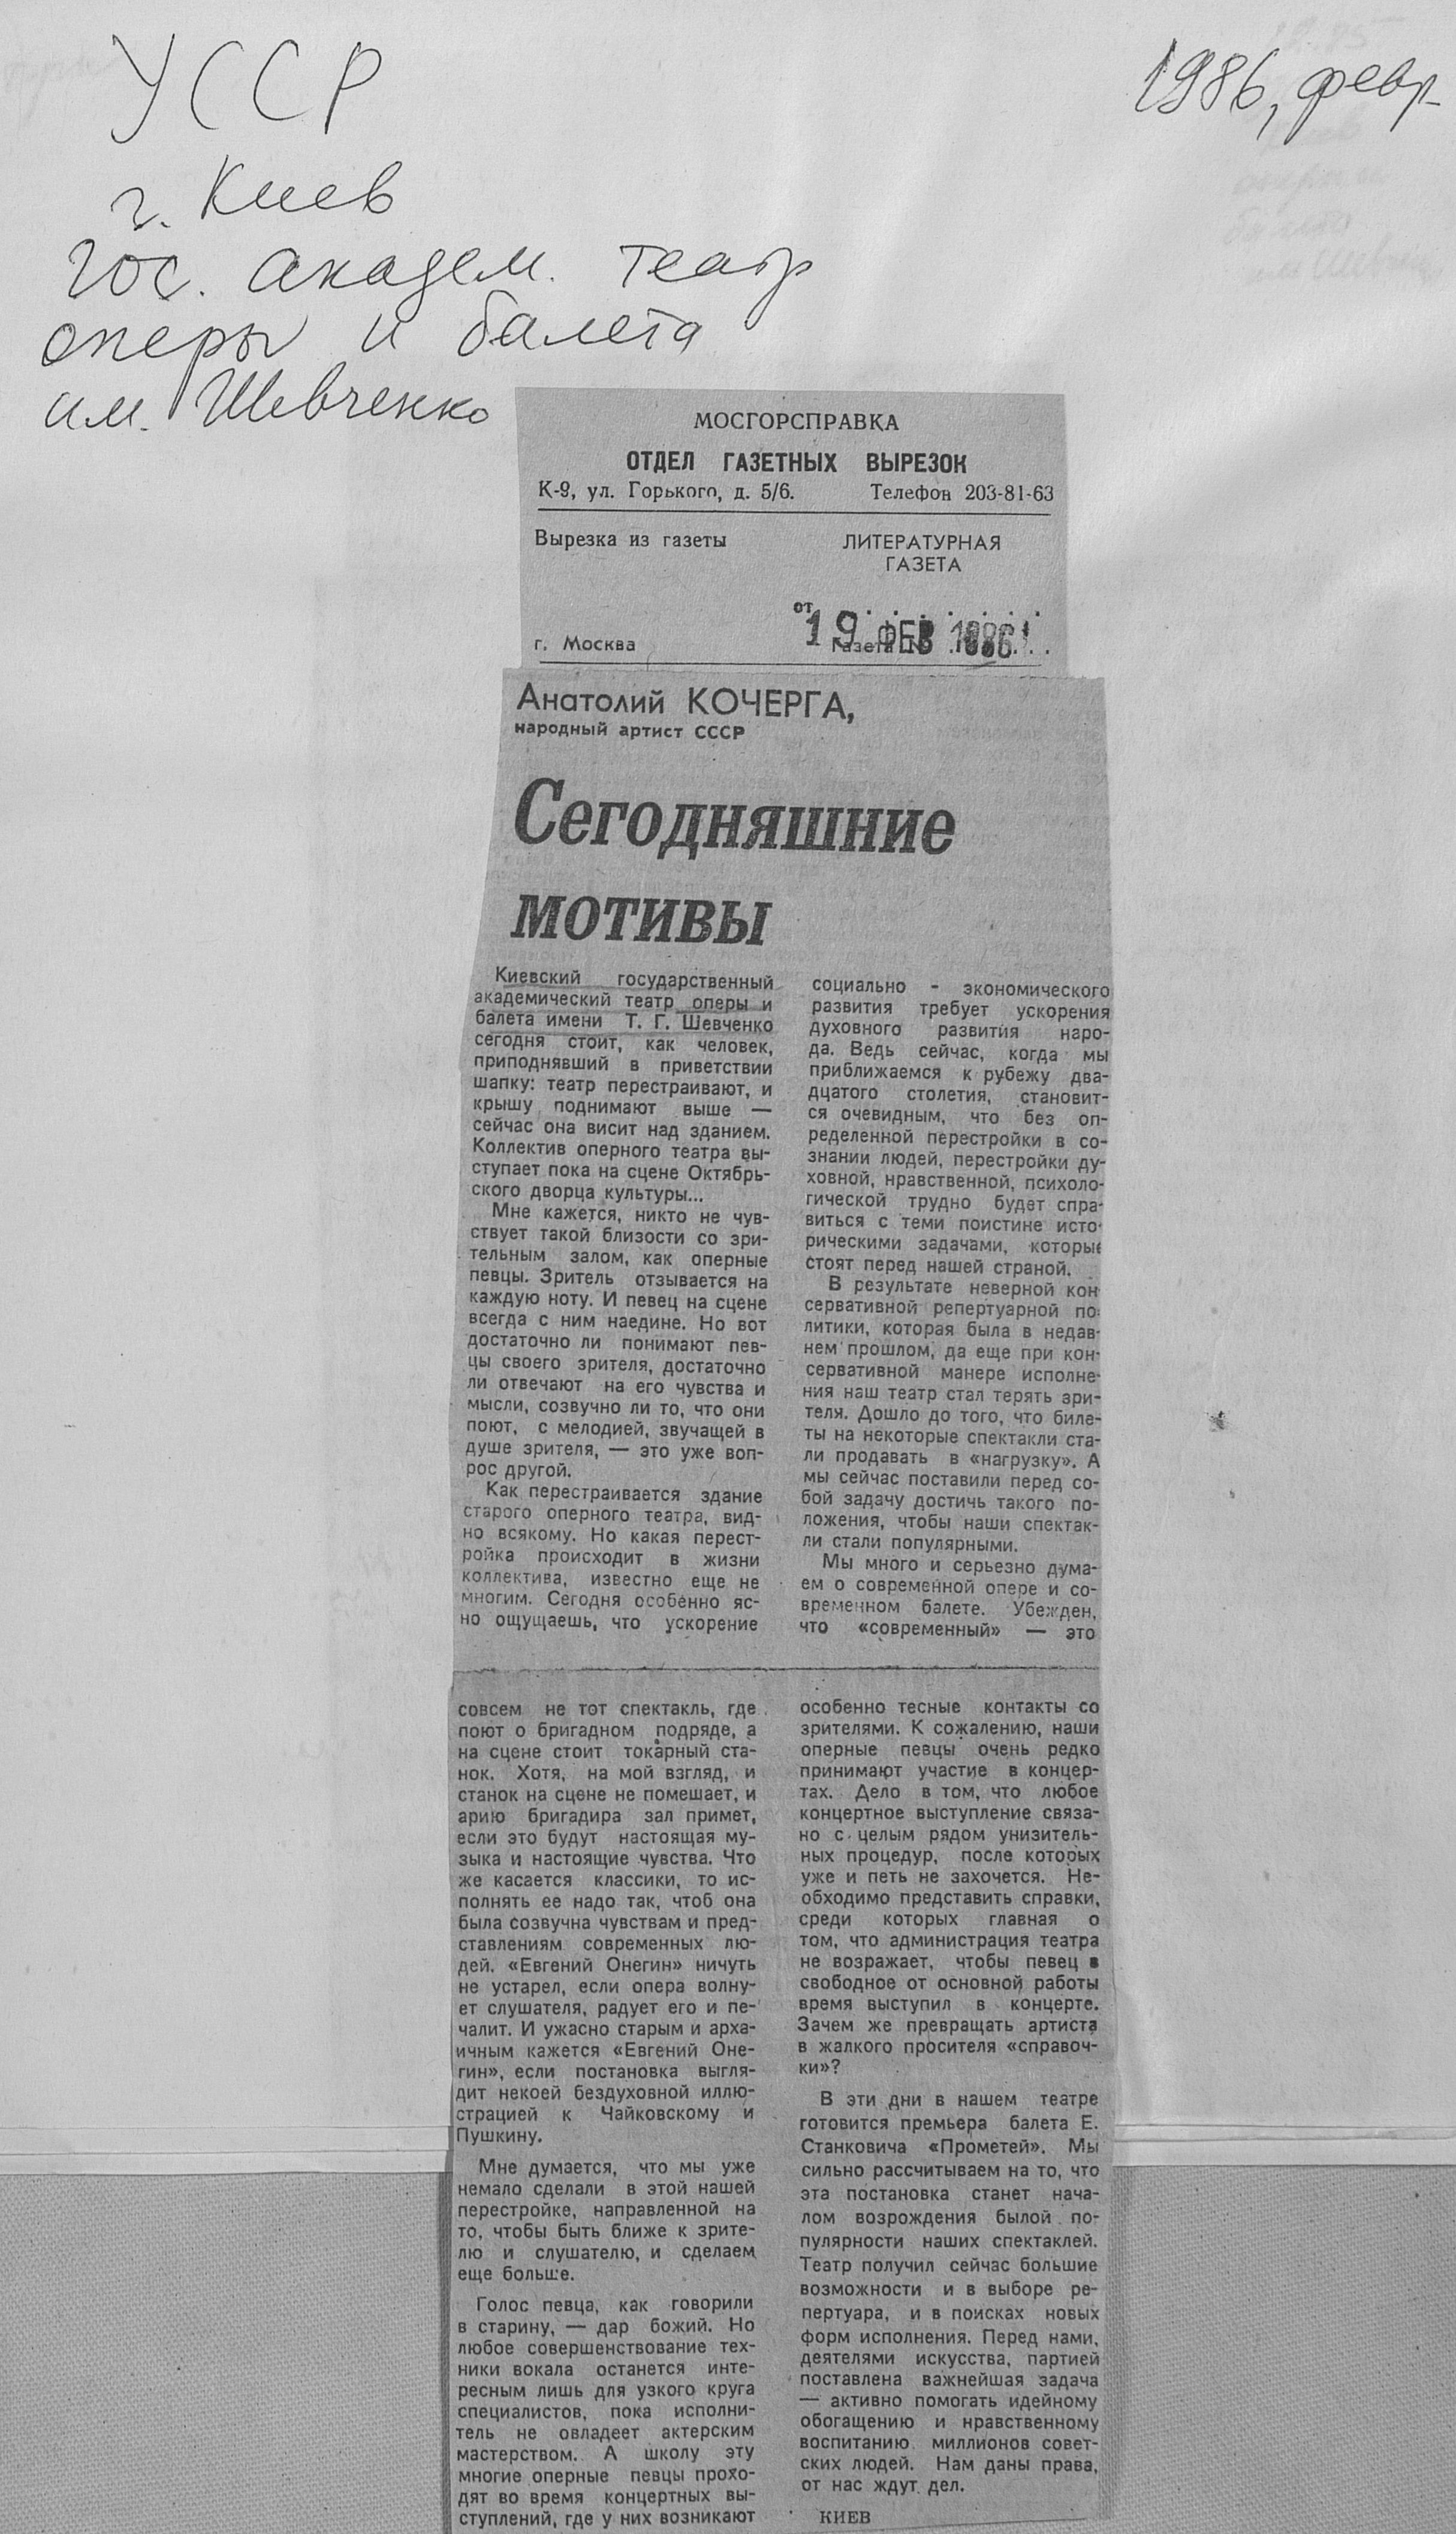 УССР
1986, февр
г. Киев
гос. академ. театр
оперы и балета
им. Шевченко
МОСГОРСПРАВКА
ОТДЕЛ ГАЗЕТНЫХ ВЫРЕЗОК
К-9, ул. Горького, д. 5/6. Телефон 203-81-63
Вырезка из газеты
ЛИТЕРАТУРНАЯ
ГАЗЕТА
от
19 ФЕВ 1986
г. Москва
Газета №
Анатолий КОЧЕРГА,
народный артист СССР
Сегодняшние
мотивы
Киевский государственный
академический театр оперы и
балета имени Т. Г. Шевченко
сегодня стоит, как человек,
приподнявший в приветствии
шапку: театр перестраивают, и
крышу поднимают выше —
сейчас она висит над зданием.
Коллектив оперного театра вы-
ступает пока на сцене Октябрь-
ского дворца культуры...
Мне кажется, никто не чув-
ствует такой близости со зри-
тельным залом, как оперные
певцы. Зритель отзывается на
каждую ноту. И певец на сцене
всегда с ним наедине. Но вот
достаточно ли понимают пев-
цы своего зрителя, достаточно
ли отвечают на его чувства и
мысли, созвучно ли то, что они
поют, с мелодией, звучащей в
душе зрителя, — это уже воп-
рос другой.
Как перестраивается здание
старого оперного театра, вид-
но всякому. Но какая перест-
ройка происходит в жизни
коллектива, известно еще не
многим. Сегодня особенно яс-
но ощущаешь, что ускорение
социально - экономического
развития требует ускорения
духовного развития наро-
да. Ведь сейчас, когда мы
приближаемся к рубежу два-
дцатого столетия, становит-
ся очевидным, что без оп-
ределенной перестройки в со-
знании людей, перестройки ду-
ховной, нравственной, психоло-
гической трудно будет спра-
виться с теми поистине исто-
рическими задачами, которые
стоят перед нашей страной.
В результате неверной кон-
сервативной репертуарной по-
литики, которая была в недав-
нем прошлом, да еще при кон-
сервативной манере исполне-
ния наш театр стал терять зри-
теля. Дошло до того, что биле-
ты на некоторые спектакли ста-
ли продавать в «нагрузку». А
мы сейчас поставили перед со-
бой задачу достичь такого по-
ложения, чтобы наши спектак-
ли стали популярными.
Мы много и серьезно дума-
ем о современной опере и со-
временном балете. Убежден,
что «современный» — это
совсем не тот спектакль, где
поют о бригадном подряде, а
на сцене стоит токарный ста-
нок. Хотя, на мой взгляд, и
станок на сцене не помешает, и
арию бригадира зал примет,
если это будут настоящая му-
зыка и настоящие чувства. Что
же касается классики, то ис-
полнять ее надо так, чтоб она
была созвучна чувствам и пред-
ставлениям современных лю-
дей. «Евгений Онегин» ничуть
не устарел, если опера волну-
ет слушателя, радует его и пе-
чалит. И ужасно старым и арха-
ичным кажется «Евгений Оне-
гин», если постановка выгля-
дит некоей бездуховной иллю-
страцией к Чайковскому и
Пушкину.
Мне думается, что мы уже
немало сделали в этой нашей
перестройке, направленной на
то, чтобы быть ближе к зрите-
лю и слушателю, и сделаем
еще больше.
Голос певца, как говорили
в старину, — дар божий. Но
любое совершенствование тех-
ники вокала останется инте-
ресным лишь для узкого круга
специалистов, пока исполни-
тель не овладеет актерским
мастерством. А школу эту
многие оперные певцы прохо-
дят во время концертных вы-
ступлений, где у них возникают
особенно тесные контакты со
зрителями. К сожалению, наши
оперные певцы очень редко
принимают участие в концер-
тах. Дело в том, что любое
концертное выступление связа-
но с целым рядом унизитель-
ных процедур, после которых
уже и петь не захочется. Не-
обходимо представить справки,
среди которых главная о
том, что администрация театра
не возражает, чтобы певец в
свободное от основной работы
время выступил в концерте.
Зачем же превращать артиста
в жалкого просителя «справоч-
ки»?
В эти дни в нашем театре
готовится премьера балета Е.
Станковича «Прометей». Мы
сильно рассчитываем на то, что
эта постановка станет нача-
лом возрождения былой по-
пулярности наших спектаклей.
Театр получил сейчас большие
возможности и в выборе ре-
пертуара, и в поисках новых
форм исполнения. Перед нами,
деятелями искусства, партией
поставлена важнейшая задача
— активно помогать идейному
обогащению и нравственному
воспитанию миллионов совет-
ских людей. Нам даны права,
от нас ждут дел.
КИЕВ